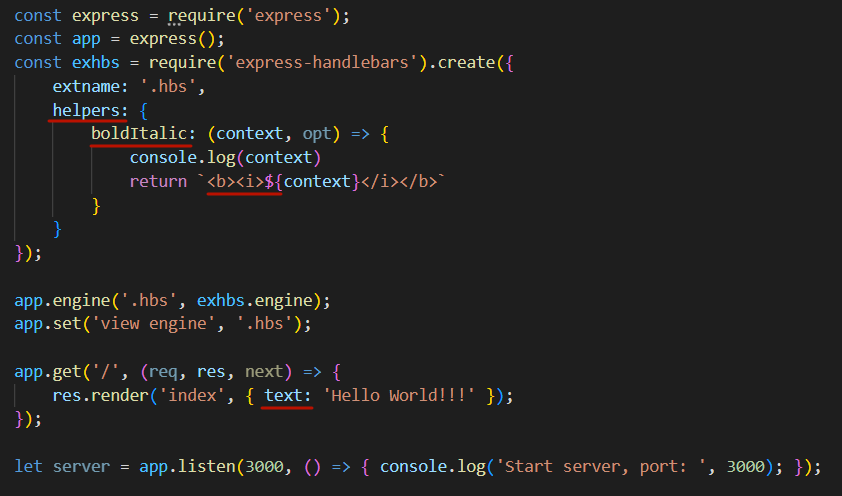 const express = require('express');
const app = express();
const exhbs = require('express-handlebars').create({
    extname: '.hbs',
    helpers: {
        boldItalic: (context, opt) => {
            console.log(context)
            return `<b><i>${context}</i></b>`
        }
    }
});

app.engine('.hbs', exhbs.engine);
app.set('view engine', '.hbs');

app.get('/', (req, res, next) => {
    res.render('index', { text: 'Hello World!!!' });
});

let server = app.listen(3000, () => { console.log('Start server, port: ', 3000); });